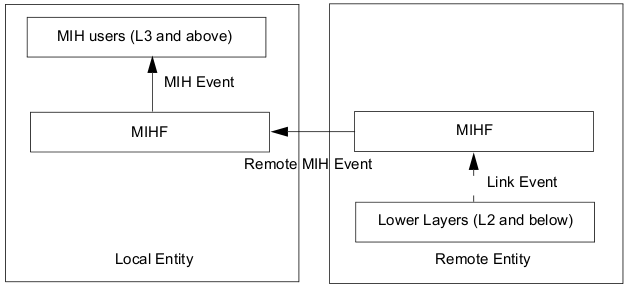 MIH users (L3 and above)
MIH Event
MIHF
MIHF
Remote MIH Event
Link Event
Lower Layers (L2 and below)
Local Entity
Remote Entity